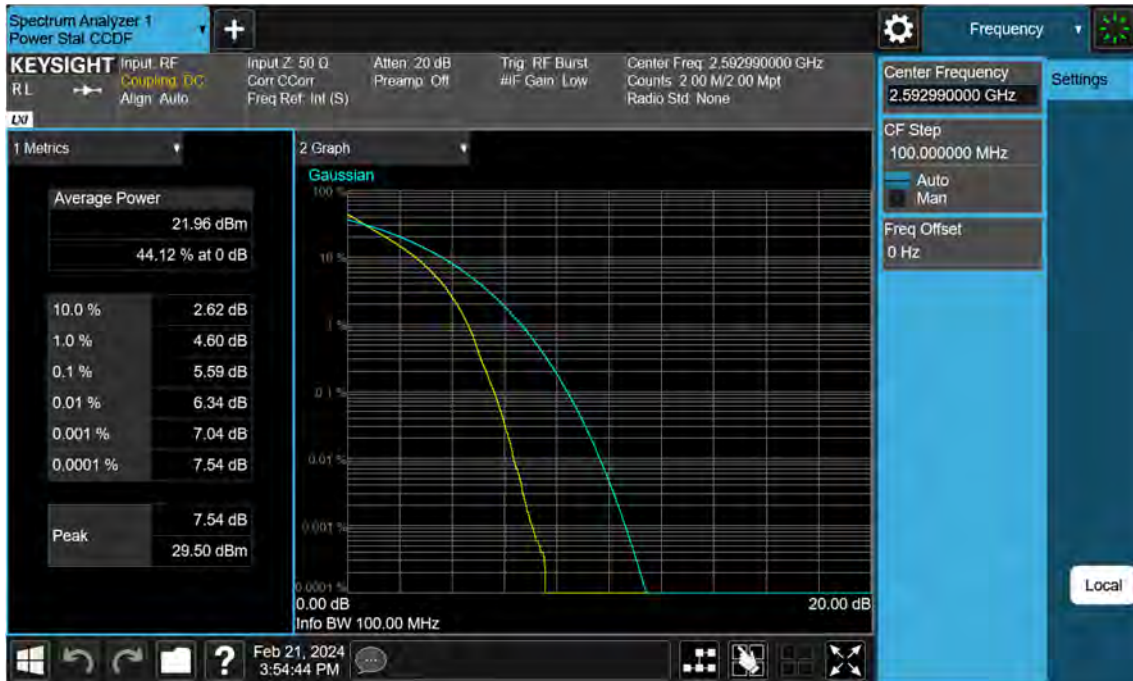 Spectrum Analyzer 1
Power Stat CCDF
+
Frequency
KEYSIGHT
RL
LXI
Input: RF
Coupling: DC
Align: Auto
Input Z: 50 Ω
Corr CCorr
Freq Ref: Int (S)
Atten: 20 dB
Preamp: Off
Trig: RF Burst
#IF Gain: Low
Center Freq: 2.592990000 GHz
Counts: 2.00 M/2.00 Mpt
Radio Std: None
Center Frequency
2.592990000 GHz
Settings
CF Step
100.000000 MHz
Auto
Man
Freq Offset
0 Hz
Local
1 Metrics
Average Power
21.96 dBm
44.12 % at 0 dB
10.0 % 2.62 dB
1.0 % 4.60 dB
0.1 % 5.59 dB
0.01 % 6.34 dB
0.001 % 7.04 dB
0.0001 % 7.54 dB
Peak
7.54 dB
29.50 dBm
2 Graph
Gaussian
100 %
10 %
1 %
0.1 %
0.01 %
0.001 %
0.0001 %
0.00 dB 20.00 dB
Info BW 100.00 MHz
?
Feb 21, 2024
3:54:44 PM